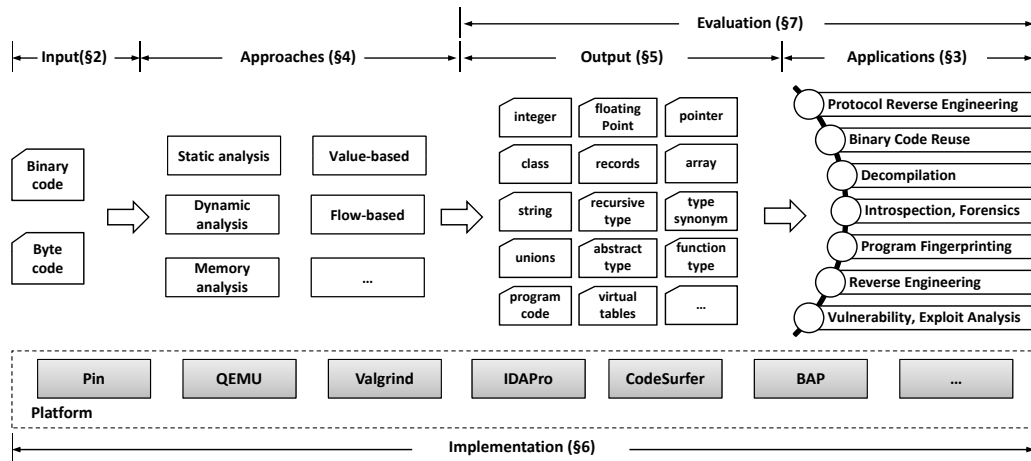 Evaluation (§7)
Input(§2)
Approaches (§4)
Output (§5)
Applications (§3)
Binary
code
Byte
code
Static analysis
Value-based
Dynamic
analysis
Flow-based
Memory
analysis
...
integer
floating
Point
pointer
class
records
array
string
recursive
type
type
synonym
unions
abstract
type
function
type
program
code
virtual
tables
...
Protocol Reverse Engineering
Binary Code Reuse
Decompilation
Introspection, Forensics
Program Fingerprinting
Reverse Engineering
Vulnerability, Exploit Analysis
Pin
QEMU
Valgrind
IDAPro
CodeSurfer
BAP
...
Platform
Implementation (§6)